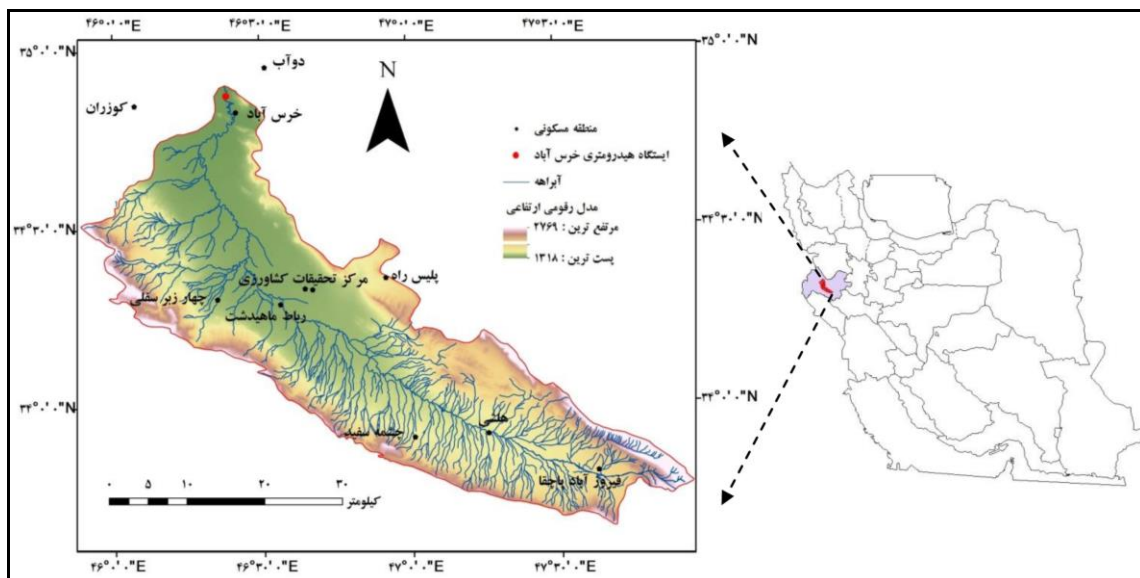 ۴۶°۰'۰"E
۴۶°۳۰'۰"E
۴۷°۰'۰"E
۴۷°۳۰'۰"E
۳۵°۰'۰"N
۳۵°۰'۰"N
دوآب
N
کوزران
خرس آباد
منطقه مسکونی
ایستگاه هیدرومتری خرس آباد
آبراهه
مدل رقومی ارتفاعی
مرتفع ترین : ۲۷۶۹
پست ترین : ۱۳۱۸
۳۴°۳۰'۰"N
۳۴°۳۰'۰"N
پلیس راه
مرکز تحقیقات کشاورزی
چهار زبر سفلی
رباط ماهیدشت
۳۴°۰'۰"N
۳۴°۰'۰"N
هلشی
چشمه سفید
فیروز آباد پاچقا
۰ ۵ ۱۰ ۲۰ ۳۰
کیلومتر
۴۶°۰'۰"E
۴۶°۳۰'۰"E
۴۷°۰'۰"E
۴۷°۳۰'۰"E